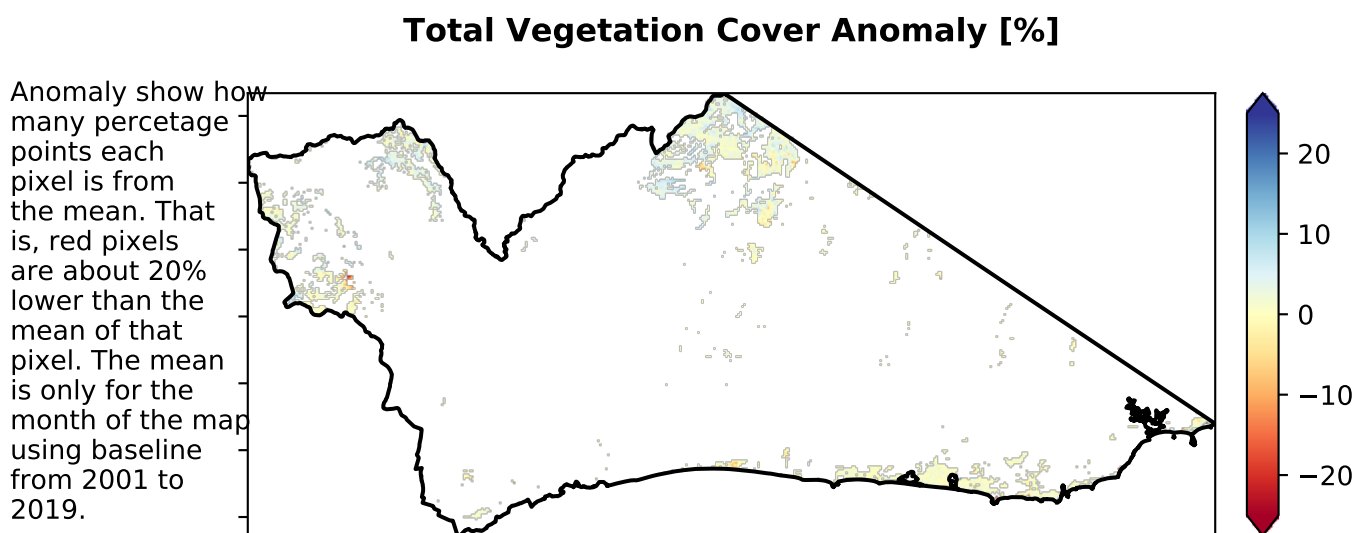 Total Vegetation Cover Anomaly [%]
Anomaly show how
many percetage
points each
pixel is from
the mean. That
is, red pixels
are about 20%
lower than the
mean of that
pixel. The mean
is only for the
month of the map
using baseline
from 2001 to
2019.
20
10
0
−10
−20